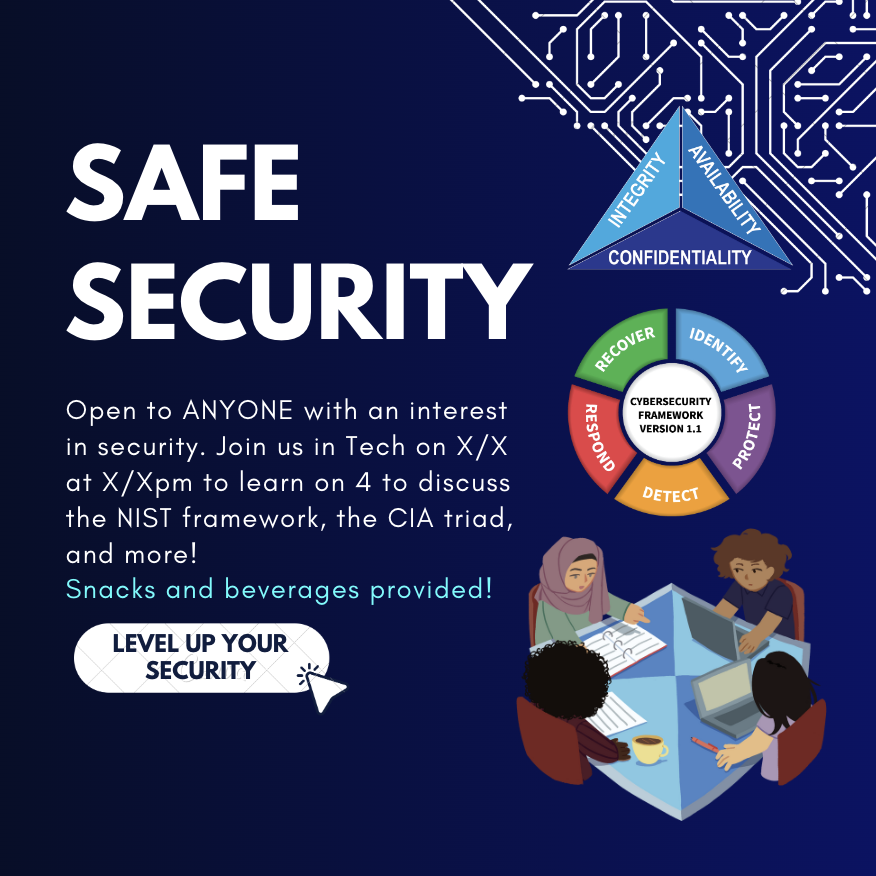 SAFE
SECURITY
Open to ANYONE with an interest
in security. Join us in Tech on X/X
at X/Xpm to learn on 4 to discuss
the NIST framework, the CIA triad,
and more!
Snacks and beverages provided!
LEVEL UP YOUR
SECURITY
INTEGRITY
AVAILABILITY
CONFIDENTIALITY
RECOVER
IDENTIFY
PROTECT
DETECT
RESPOND
CYBERSECURITY
FRAMEWORK
VERSION 1.1